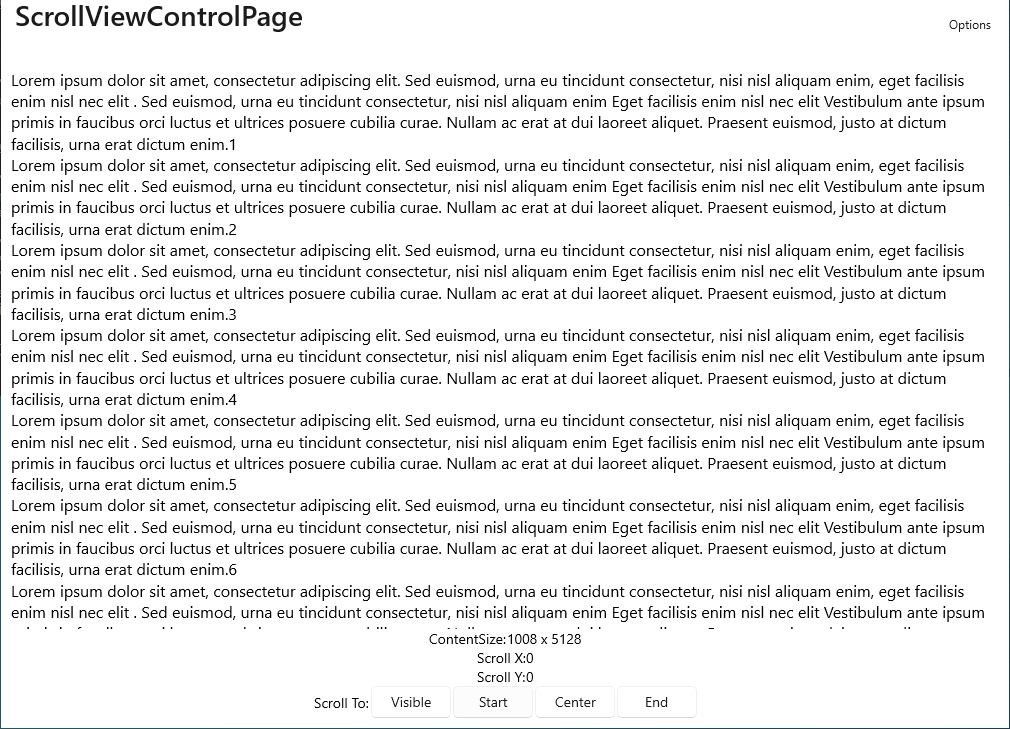 ScrollViewControlPage
Options
Lorem ipsum dolor sit amet, consectetur adipiscing elit. Sed euismod, urna eu tincidunt consectetur, nisi nisl aliquam enim, eget facilisis
enim nisl nec elit . Sed euismod, urna eu tincidunt consectetur, nisi nisl aliquam enim Eget facilisis enim nisl nec elit Vestibulum ante ipsum
primis in faucibus orci luctus et ultrices posuere cubilia curae. Nullam ac erat at dui laoreet aliquet. Praesent euismod, justo at dictum
facilisis, urna erat dictum enim.1
Lorem ipsum dolor sit amet, consectetur adipiscing elit. Sed euismod, urna eu tincidunt consectetur, nisi nisl aliquam enim, eget facilisis
enim nisl nec elit . Sed euismod, urna eu tincidunt consectetur, nisi nisl aliquam enim Eget facilisis enim nisl nec elit Vestibulum ante ipsum
primis in faucibus orci luctus et ultrices posuere cubilia curae. Nullam ac erat at dui laoreet aliquet. Praesent euismod, justo at dictum
facilisis, urna erat dictum enim.2
Lorem ipsum dolor sit amet, consectetur adipiscing elit. Sed euismod, urna eu tincidunt consectetur, nisi nisl aliquam enim, eget facilisis
enim nisl nec elit . Sed euismod, urna eu tincidunt consectetur, nisi nisl aliquam enim Eget facilisis enim nisl nec elit Vestibulum ante ipsum
primis in faucibus orci luctus et ultrices posuere cubilia curae. Nullam ac erat at dui laoreet aliquet. Praesent euismod, justo at dictum
facilisis, urna erat dictum enim.3
Lorem ipsum dolor sit amet, consectetur adipiscing elit. Sed euismod, urna eu tincidunt consectetur, nisi nisl aliquam enim, eget facilisis
enim nisl nec elit . Sed euismod, urna eu tincidunt consectetur, nisi nisl aliquam enim Eget facilisis enim nisl nec elit Vestibulum ante ipsum
primis in faucibus orci luctus et ultrices posuere cubilia curae. Nullam ac erat at dui laoreet aliquet. Praesent euismod, justo at dictum
facilisis, urna erat dictum enim.4
Lorem ipsum dolor sit amet, consectetur adipiscing elit. Sed euismod, urna eu tincidunt consectetur, nisi nisl aliquam enim, eget facilisis
enim nisl nec elit . Sed euismod, urna eu tincidunt consectetur, nisi nisl aliquam enim Eget facilisis enim nisl nec elit Vestibulum ante ipsum
primis in faucibus orci luctus et ultrices posuere cubilia curae. Nullam ac erat at dui laoreet aliquet. Praesent euismod, justo at dictum
facilisis, urna erat dictum enim.5
Lorem ipsum dolor sit amet, consectetur adipiscing elit. Sed euismod, urna eu tincidunt consectetur, nisi nisl aliquam enim, eget facilisis
enim nisl nec elit . Sed euismod, urna eu tincidunt consectetur, nisi nisl aliquam enim Eget facilisis enim nisl nec elit Vestibulum ante ipsum
primis in faucibus orci luctus et ultrices posuere cubilia curae. Nullam ac erat at dui laoreet aliquet. Praesent euismod, justo at dictum
facilisis, urna erat dictum enim.6
Lorem ipsum dolor sit amet, consectetur adipiscing elit. Sed euismod, urna eu tincidunt consectetur, nisi nisl aliquam enim, eget facilisis
enim nisl nec elit . Sed euismod, urna eu tincidunt consectetur, nisi nisl aliquam enim Eget facilisis enim nisl nec elit Vestibulum ante ipsum
ContentSize:1008 x 5128
Scroll X:0
Scroll Y:0
Scroll To: Visible Start Center End